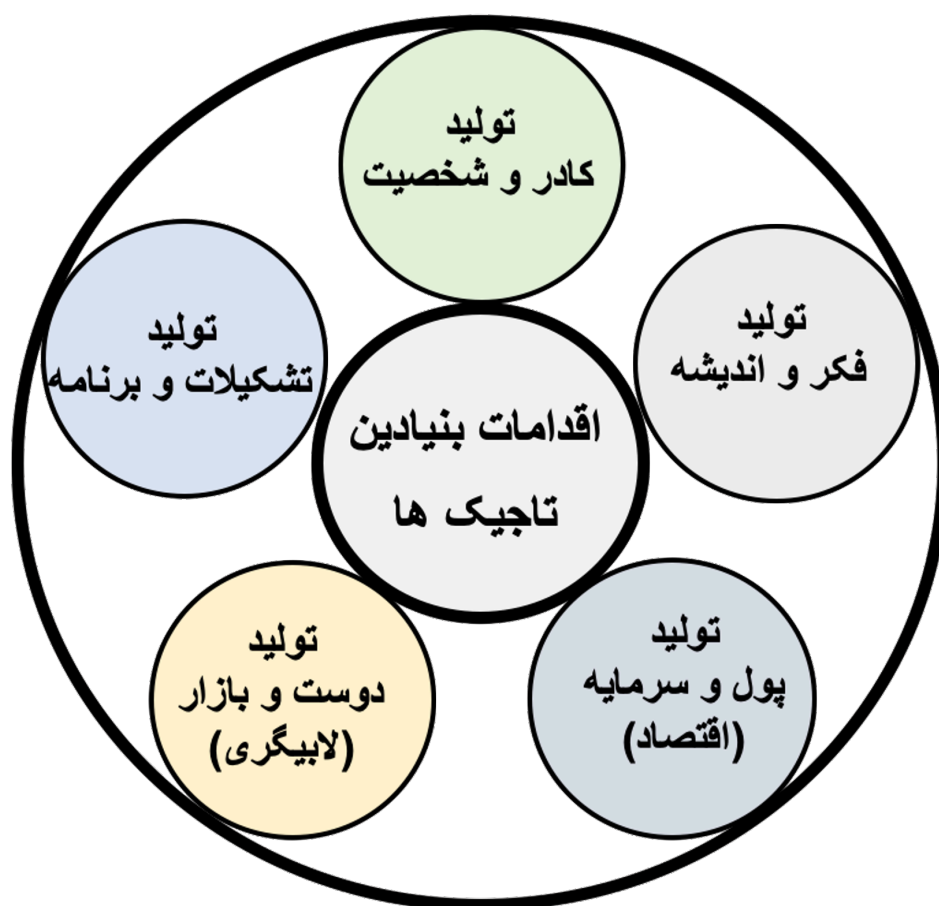 تولید
کادر و شخصیت
تولید
فکر و اندیشه
تولید
تشکیلات و برنامه
اقدامات بنیادین
تاجیک ها
تولید
پول و سرمایه
(اقتصاد)
تولید
دوست و بازار
(لابیگری)